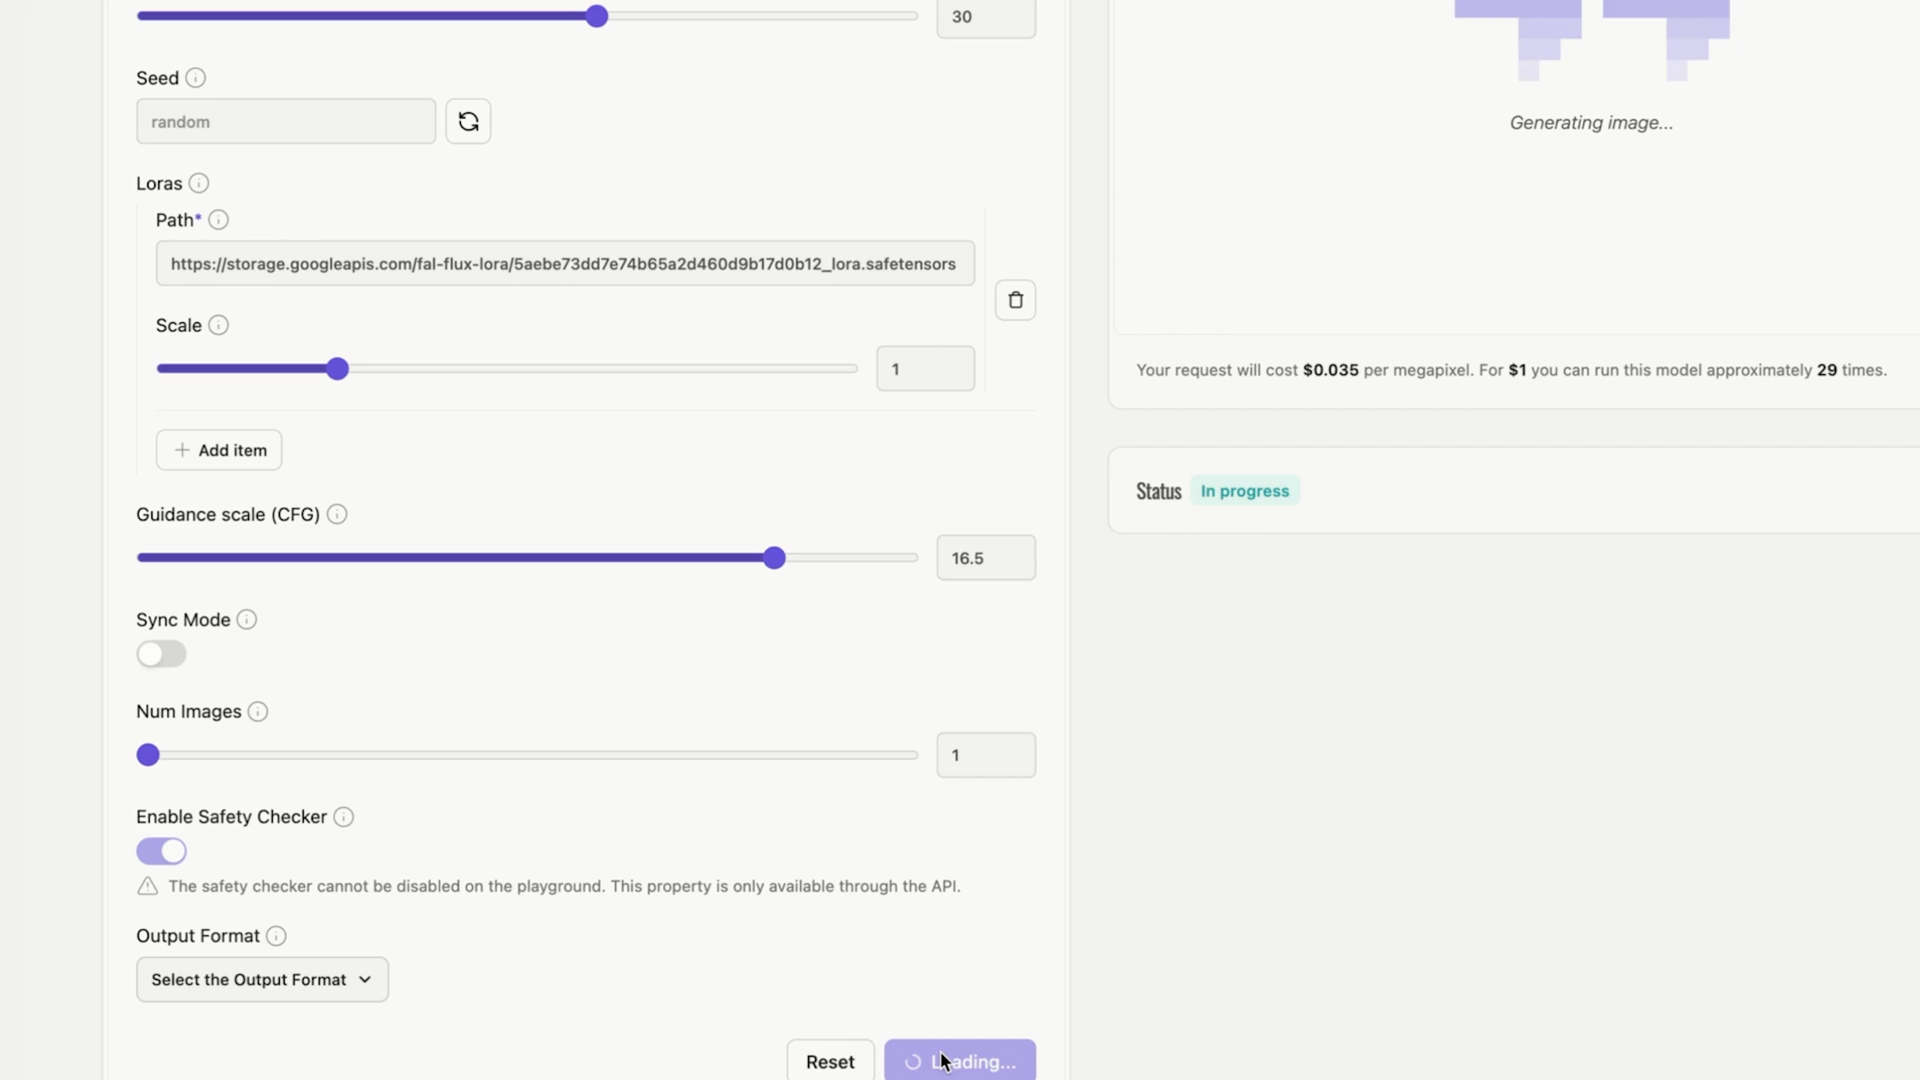 30
Seed
random
Loras
Path*
https://storage.googleapis.com/fal-flux-lora/5aebe73dd7e74b65a2d460d9b17d0b12_lora.safetensors
Scale
1
Add item
Guidance scale (CFG)
16.5
Sync Mode
Num Images
1
Enable Safety Checker
The safety checker cannot be disabled on the playground. This property is only available through the API.
Output Format
Select the Output Format
Reset
Loading...
Generating image...
Your request will cost $0.035 per megapixel. For $1 you can run this model approximately 29 times.
Status In progress